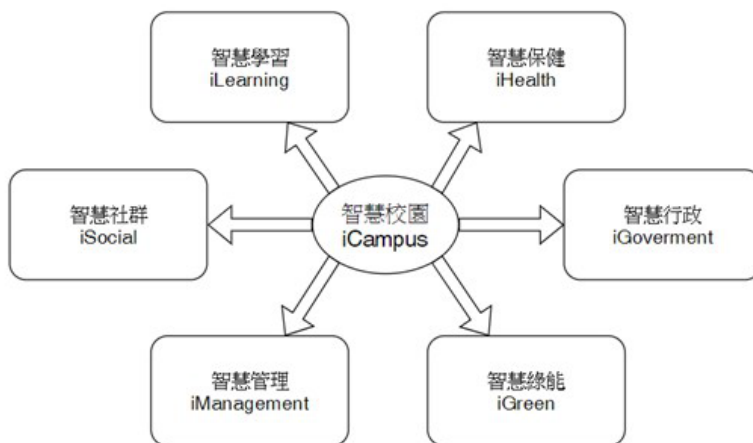 智慧學習
iLearning
智慧保健
iHealth
智慧社群
iSocial
智慧校園
iCampus
智慧行政
iGoverment
智慧管理
iManagement
智慧綠能
iGreen